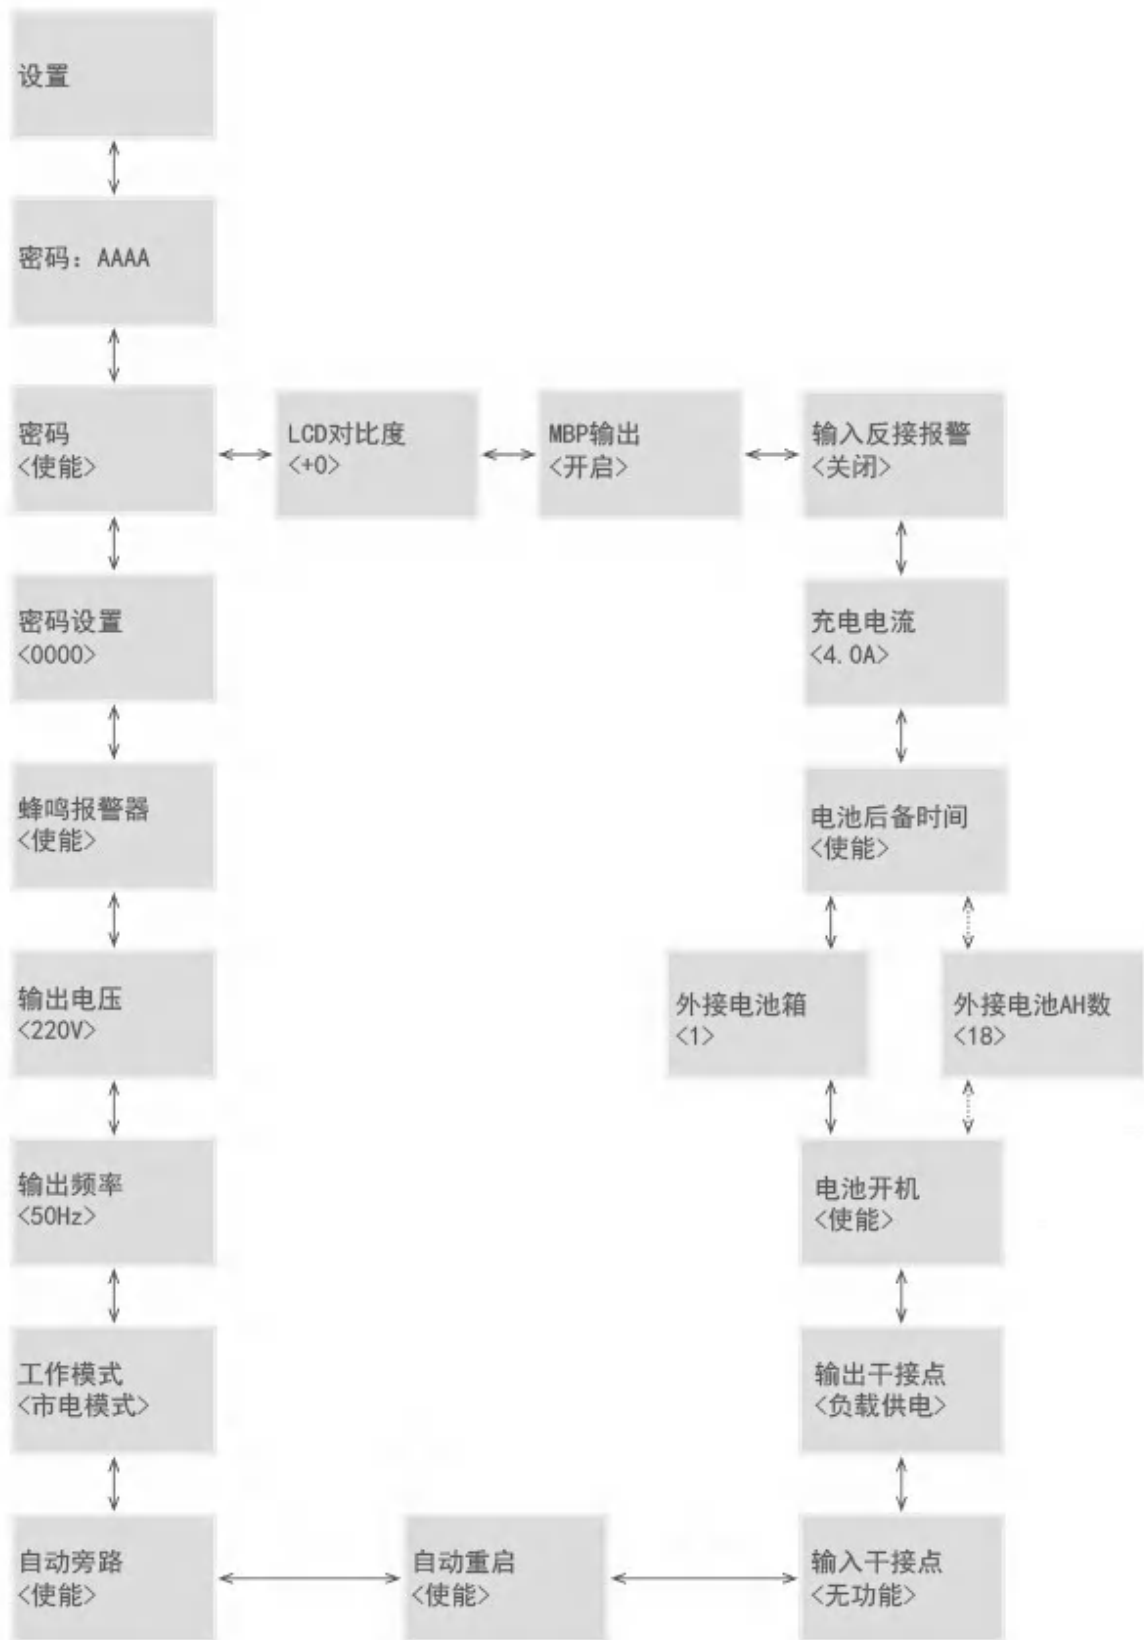 设置
密码：AAAA
密码
<使能>
LCD对比度
<+0>
MBP输出
<开启>
输入反接报警
<关闭>
密码设置
<0000>
充电电流
<4.0A>
蜂鸣报警器
<使能>
电池后备时间
<使能>
输出电压
<220V>
外接电池箱
<1>
外接电池AH数
<18>
输出频率
<50Hz>
电池开机
<使能>
工作模式
<市电模式>
输出干接点
<负载供电>
自动旁路
<使能>
自动重启
<使能>
输入干接点
<无功能>